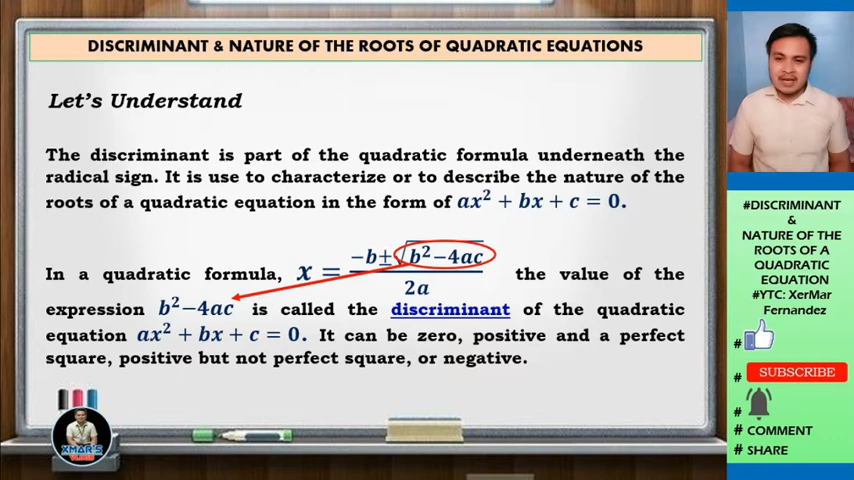 DISCRIMINANT & NATURE OF THE ROOTS OF QUADRATIC EQUATIONS
Let's Understand
The discriminant is part of the quadratic formula underneath the
radical sign. It is use to characterize or to describe the nature of the
roots of a quadratic equation in the form of ax² + bx + c = 0.
In a quadratic formula, x = (−b ± √(b² − 4ac)) / 2a the value of the
expression b² − 4ac is called the discriminant of the quadratic
equation ax² + bx + c = 0. It can be zero, positive and a perfect
square, positive but not perfect square, or negative.
XMAR'S
VLOGS
#DISCRIMINANT
&
NATURE OF THE
ROOTS OF A
QUADRATIC
EQUATION
#YTC: XerMar
Fernandez
#
# SUBSCRIBE
#
# COMMENT
# SHARE